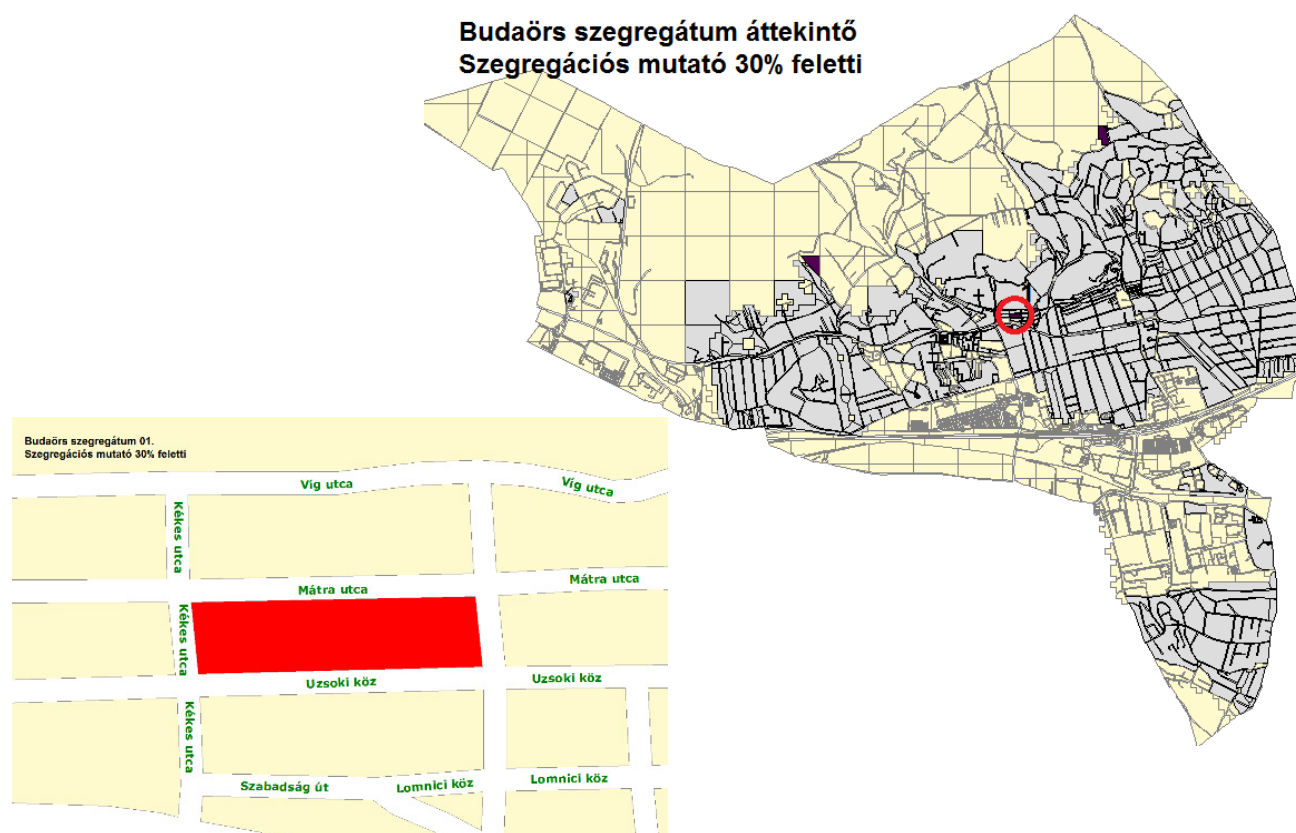 Budaörs szegregátum áttekintő
Szegregációs mutató 30% feletti
Budaörs szegregátum 01.
Szegregációs mutató 30% feletti
Víg utca
Víg utca
Kékes utca
Mátra utca
Mátra utca
Kékes utca
Uzsoki köz
Uzsoki köz
Kékes utca
Szabadság út
Lomnici köz
Lomnici köz